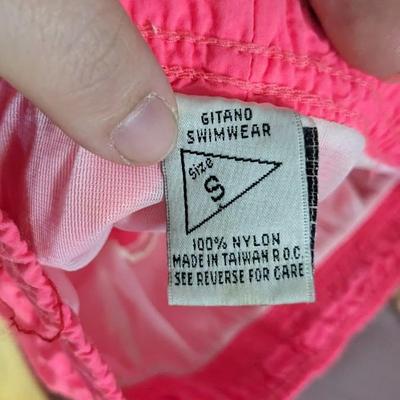 GITANO
SWIMWEAR
Size
S
100% NYLON
MADE IN TAIWAN R.O.C.
SEE REVERSE FOR CARE